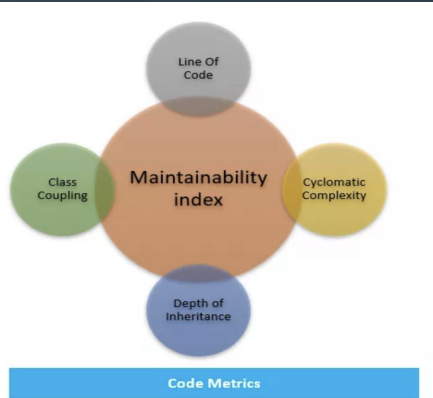 Line Of
Code
Class
Coupling
Maintainability
index
Cyclomatic
Complexity
Depth of
Inheritance
Code Metrics